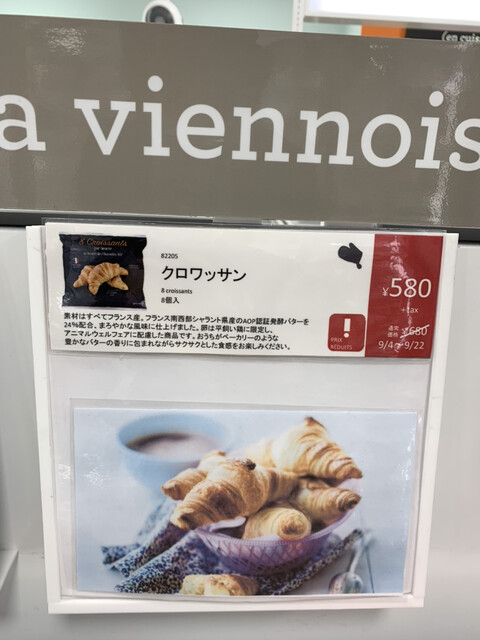 (en cuis
a viennois
8 Croissants
82205
クロワッサン
8 croissants
8個入
素材はすべてフランス産。フランス南西部シャラント県産のAOP認証発酵バターを
24%配合、まろやかな風味に仕上げました。卵は平飼い鶏に限定し、
アニマルウェルフェアに配慮した商品です。おうちがベーカリーのような
豊かなバターの香りに包まれながらサクサクとした食感をお楽しみください。
!
PRIX
RÉDUITS
¥580
+tax
通常 ¥680
9/4~9/22